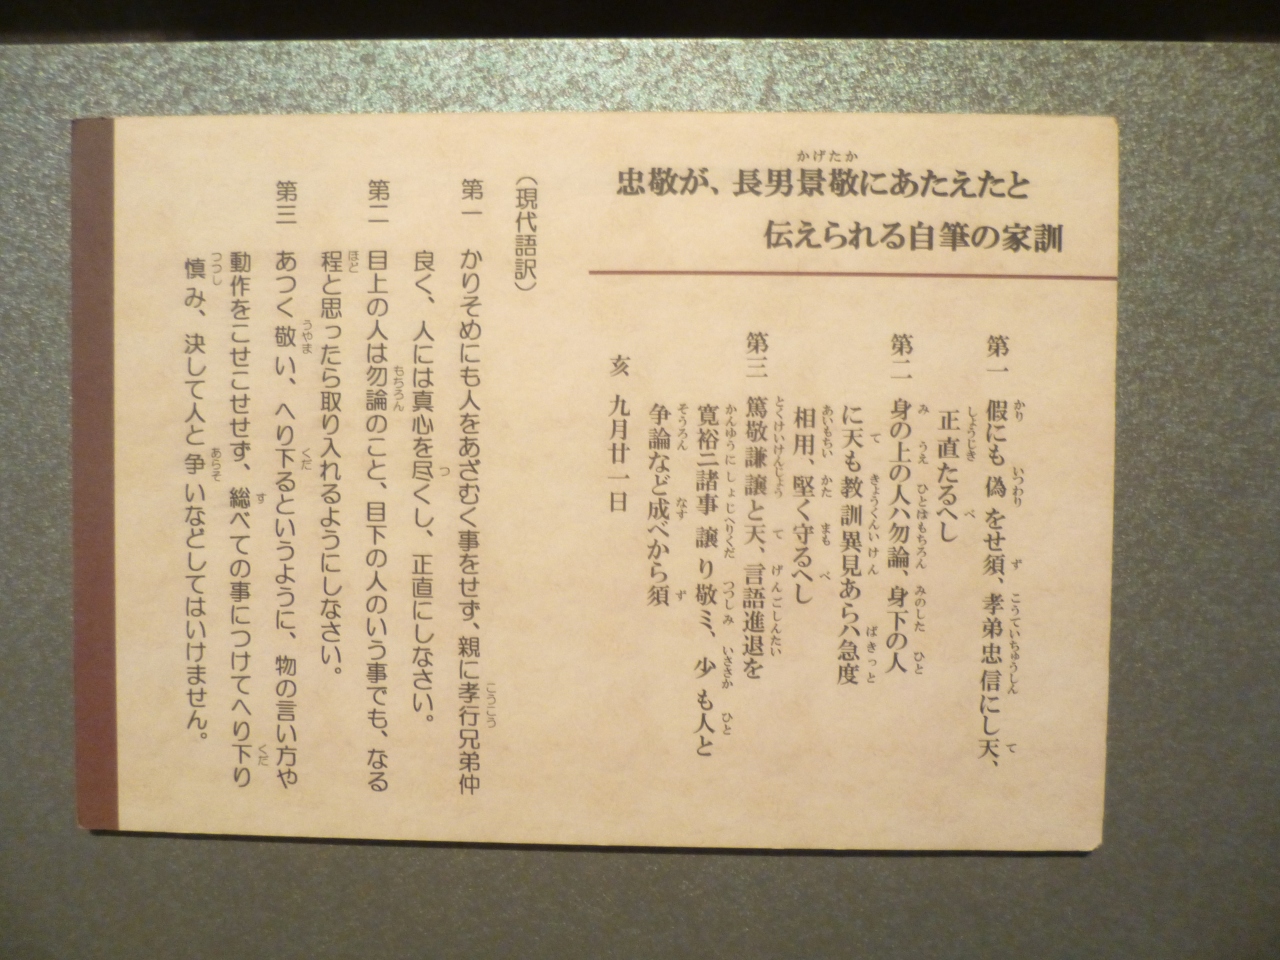 忠敬が、長男景敬にあたえたと
伝えられる自筆の家訓
第一 假にも偽をせ須、孝弟忠信にし天、
正直たるへし
第二 身の上の人ハ勿論、身下の人
に天も教訓異見あらハ急度
相用、堅く守るへし
第三 篤敬謙譲と天、言語進退を
寛裕ニ諸事譲り敬ミ、少も人と
争論など成べから須
亥 九月廿一日
（現代語訳）
第一 かりそめにも人をあざむく事をせず、親に孝行兄弟仲
良く、人には真心を尽くし、正直にしなさい。
第二 目上の人は勿論のこと、目下の人のいう事でも、なる
程と思ったら取り入れるようにしなさい。
第三 あつく敬い、へり下るというように、物の言い方や
動作をこせこせせず、総べての事につけてへり下り
慎み、決して人と争いなどしてはいけません。